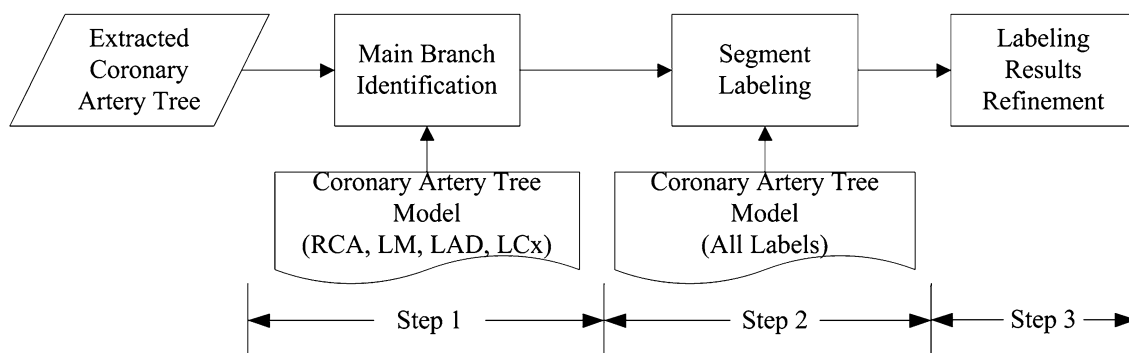 Extracted
Coronary
Artery Tree
Main Branch
Identification
Segment
Labeling
Labeling
Results
Refinement
Coronary Artery Tree
Model
(RCA, LM, LAD, LCx)
Coronary Artery Tree
Model
(All Labels)
Step 1
Step 2
Step 3